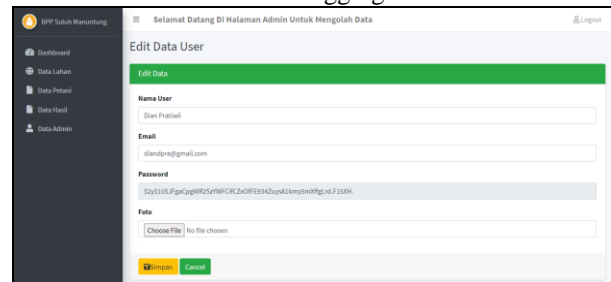 BPP Suluh Manuntung
Selamat Datang Di Halaman Admin Untuk Mengolah Data
Logout
Edit Data User
Dashboard
Data Lahan
Data Petani
Data Hasil
Data Admin
Edit Data
Nama User
Dian Pratiwii
Email
diandpra@gmail.com
Password
Foto
Choose File No file chosen
Simpan Cancel